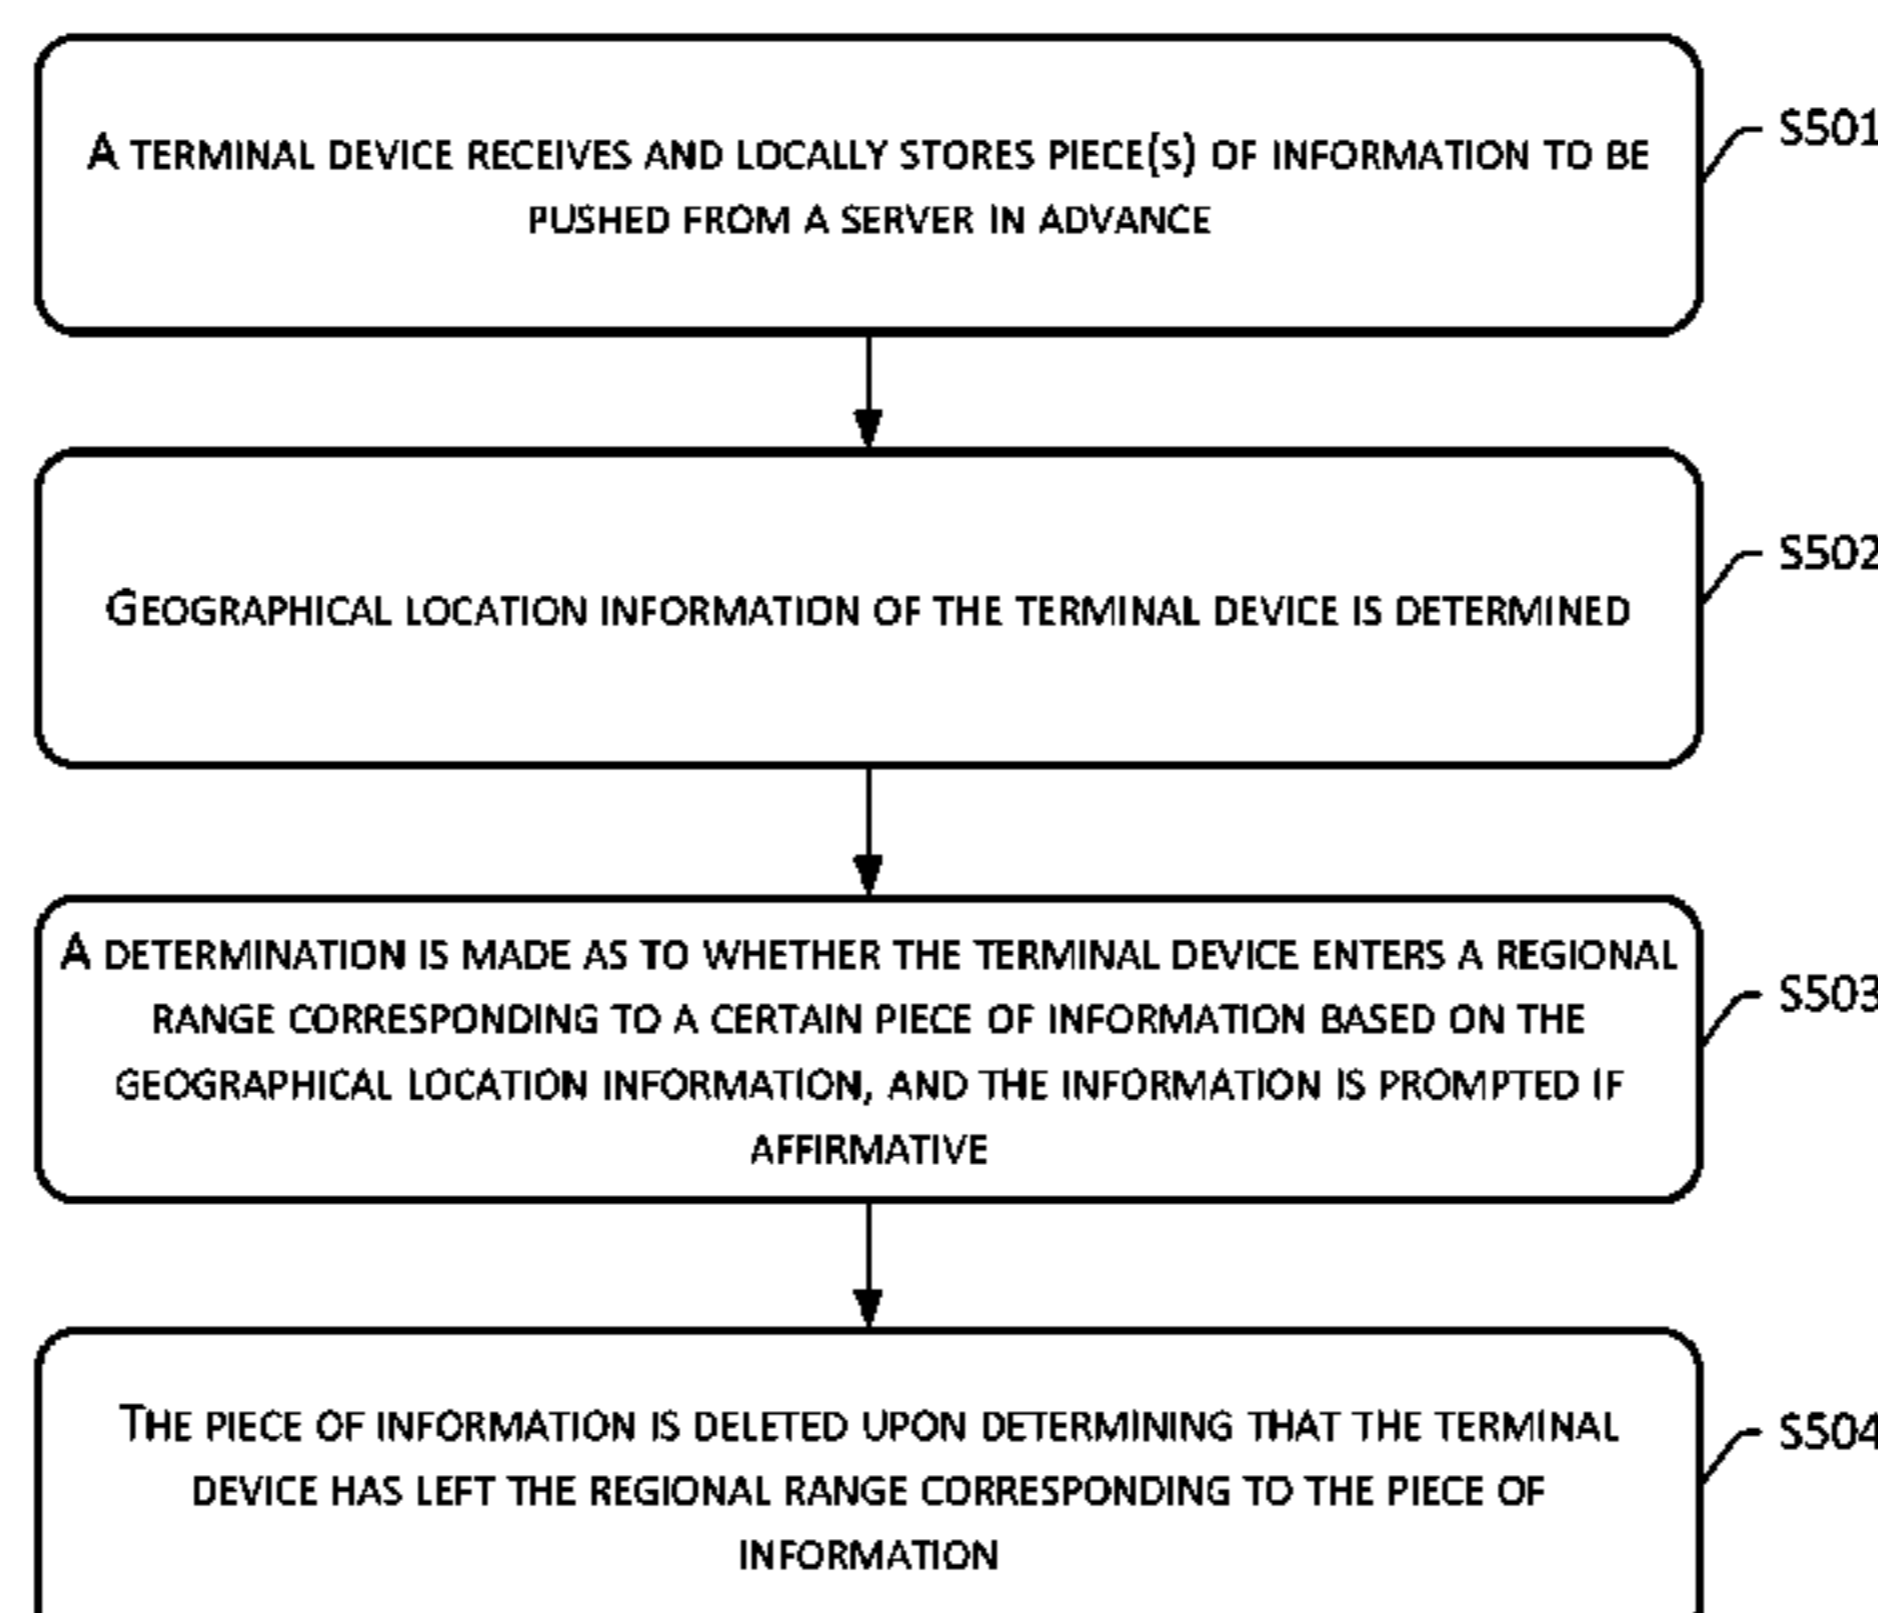 A TERMINAL DEVICE RECEIVES AND LOCALLY STORES PIECE(S) OF INFORMATION TO BE
PUSHED FROM A SERVER IN ADVANCE
S501
GEOGRAPHICAL LOCATION INFORMATION OF THE TERMINAL DEVICE IS DETERMINED
S502
A DETERMINATION IS MADE AS TO WHETHER THE TERMINAL DEVICE ENTERS A REGIONAL
RANGE CORRESPONDING TO A CERTAIN PIECE OF INFORMATION BASED ON THE
GEOGRAPHICAL LOCATION INFORMATION, AND THE INFORMATION IS PROMPTED IF
AFFIRMATIVE
S503
THE PIECE OF INFORMATION IS DELETED UPON DETERMINING THAT THE TERMINAL
DEVICE HAS LEFT THE REGIONAL RANGE CORRESPONDING TO THE PIECE OF
INFORMATION
S504